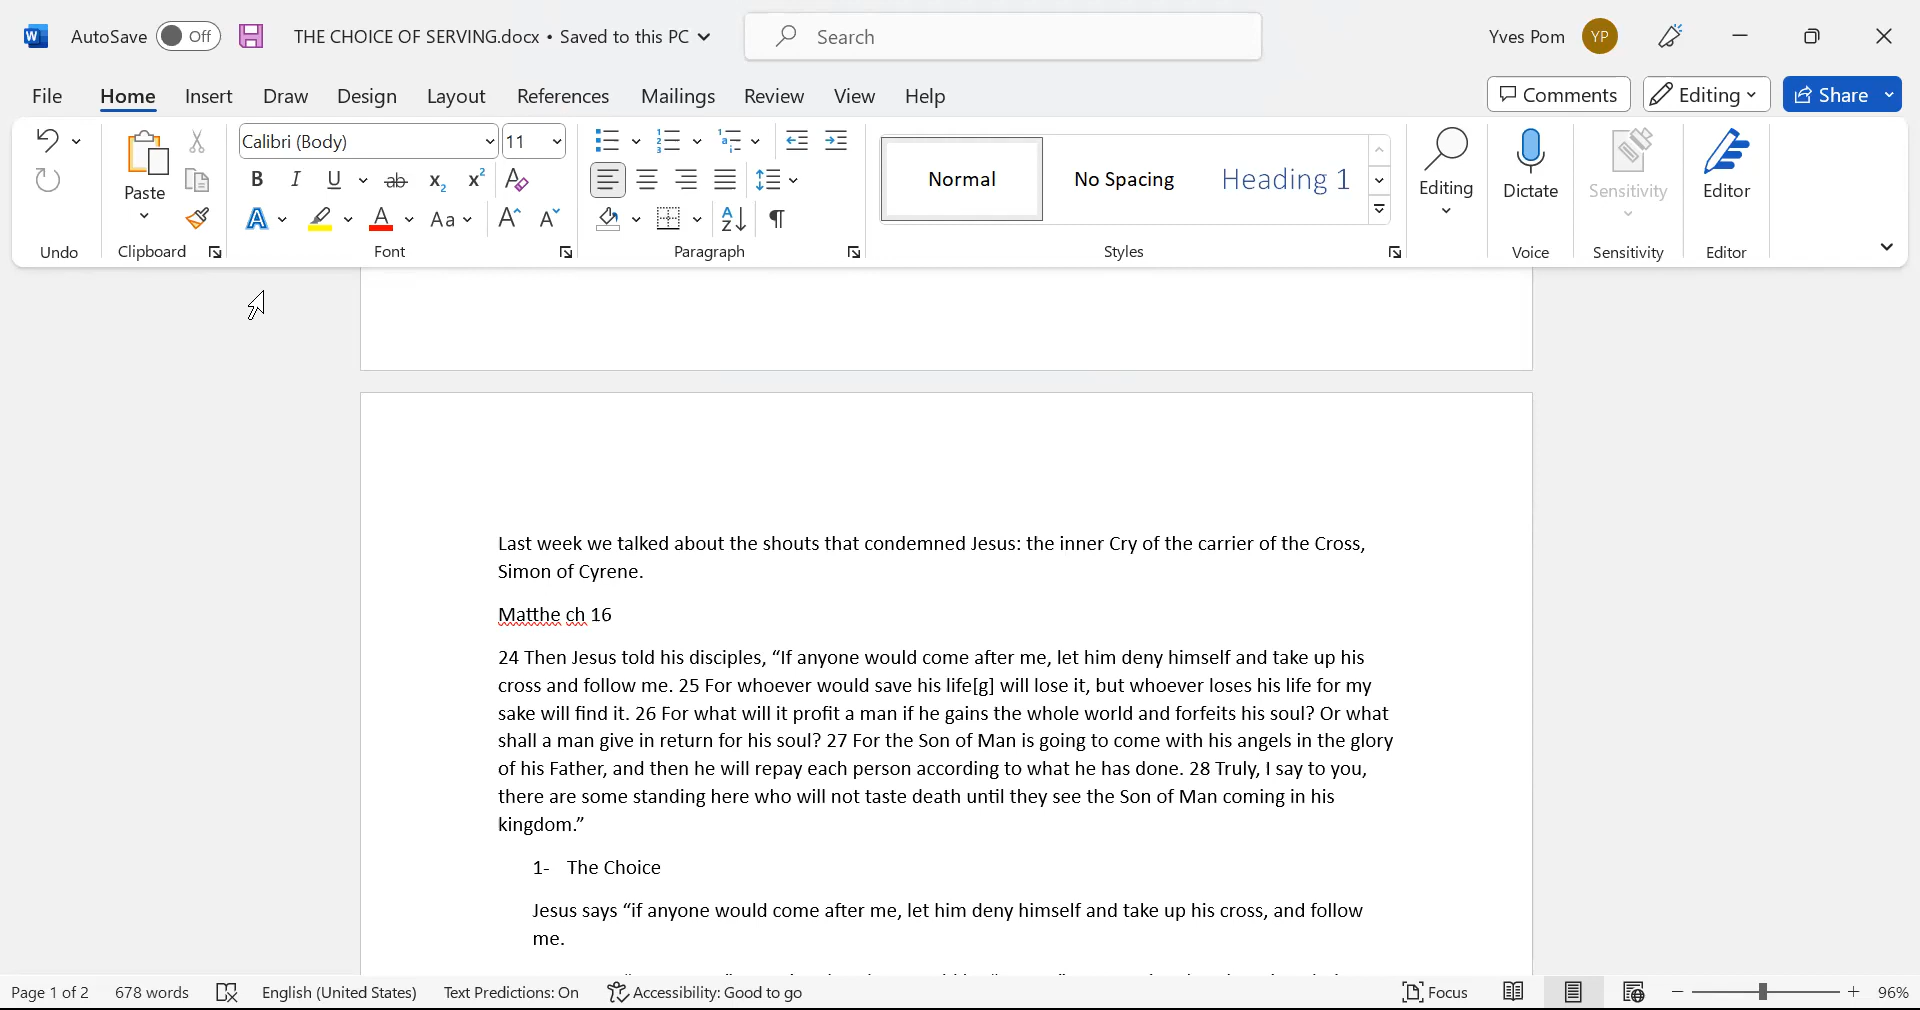 AutoSave Off THE CHOICE OF SERVING.docx • Saved to this PC Search Yves Pom YP
File Home Insert Draw Design Layout References Mailings Review View Help Comments Editing Share
Calibri (Body) 11
Paste
Normal No Spacing Heading 1
Editing Dictate Sensitivity Editor
Undo Clipboard Font Paragraph Styles Voice Sensitivity Editor
Last week we talked about the shouts that condemned Jesus: the inner Cry of the carrier of the Cross,
Simon of Cyrene.
Matthe ch 16
24 Then Jesus told his disciples, “If anyone would come after me, let him deny himself and take up his
cross and follow me. 25 For whoever would save his life[g] will lose it, but whoever loses his life for my
sake will find it. 26 For what will it profit a man if he gains the whole world and forfeits his soul? Or what
shall a man give in return for his soul? 27 For the Son of Man is going to come with his angels in the glory
of his Father, and then he will repay each person according to what he has done. 28 Truly, I say to you,
there are some standing here who will not taste death until they see the Son of Man coming in his
kingdom.”
1- The Choice
Jesus says “if anyone would come after me, let him deny himself and take up his cross, and follow
me.
Page 1 of 2 678 words English (United States) Text Predictions: On Accessibility: Good to go Focus 96%